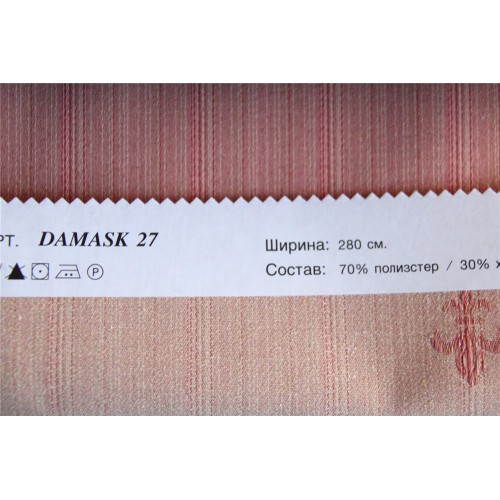 РТ. DAMASK 27
Ширина: 280 см.
Состав: 70% полиэстер / 30% х
P